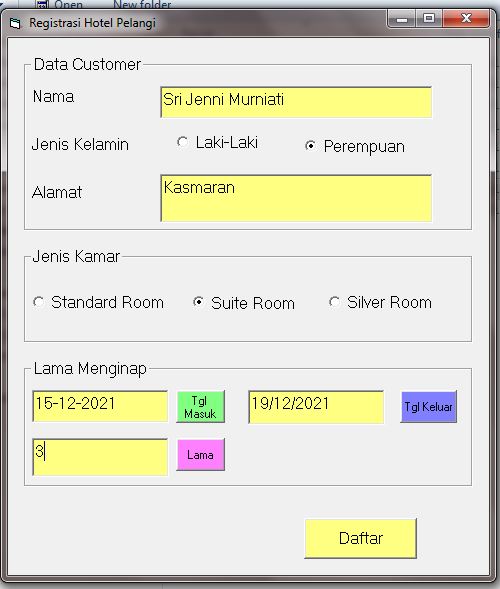 Open New folder
Registrasi Hotel Pelangi
Data Customer
Nama
Sri Jenni Murniati
Jenis Kelamin
Laki-Laki
Perempuan
Alamat
Kasmaran
Jenis Kamar
Standard Room
Suite Room
Silver Room
Lama Menginap
15-12-2021
Tgl
Masuk
19/12/2021
Tgl Keluar
3
Lama
Daftar